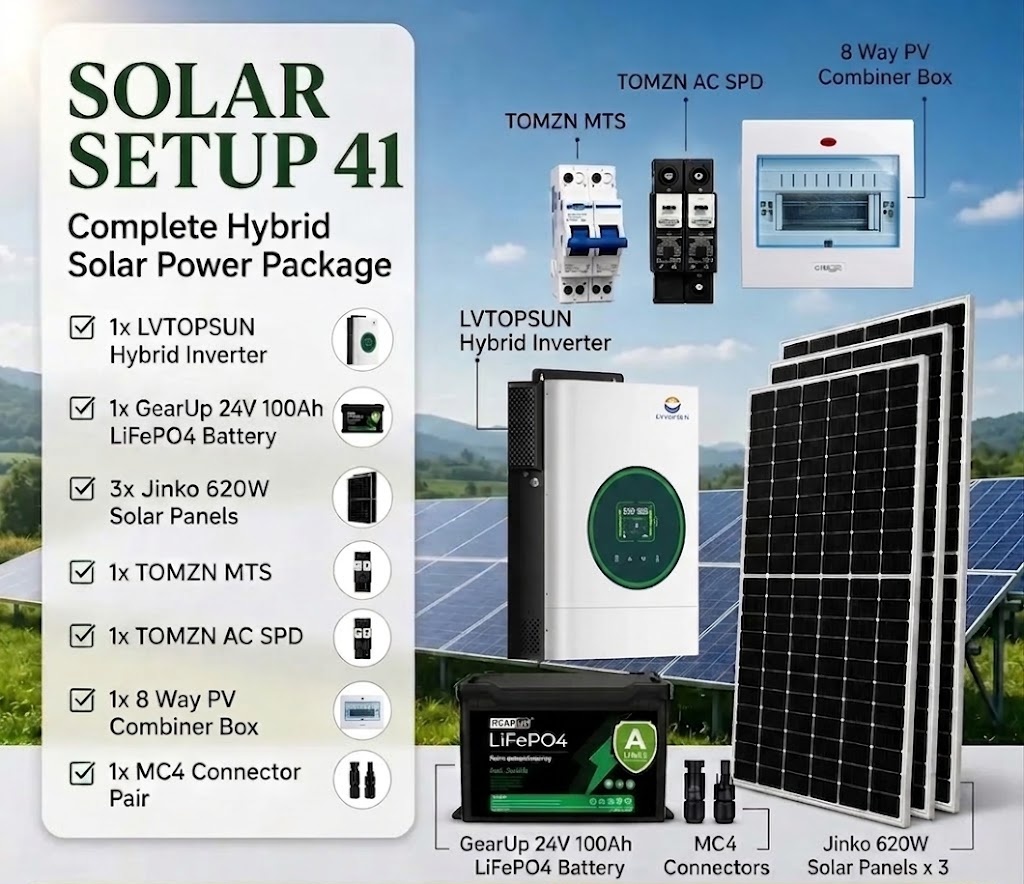 SOLAR
SETUP 41
Complete Hybrid
Solar Power Package
1x LVTOPSUN
Hybrid Inverter
1x GearUp 24V 100Ah
LiFePO4 Battery
3x Jinko 620W
Solar Panels
1x TOMZN MTS
1x TOMZN AC SPD
1x 8 Way PV
Combiner Box
1x MC4 Connector
Pair
8 Way PV
Combiner Box
TOMZN AC SPD
TOMZN MTS
LVTOPSUN
Hybrid Inverter
LiFePO4
A
GearUp 24V 100Ah
LiFePO4 Battery
MC4
Connectors
Jinko 620W
Solar Panels x 3